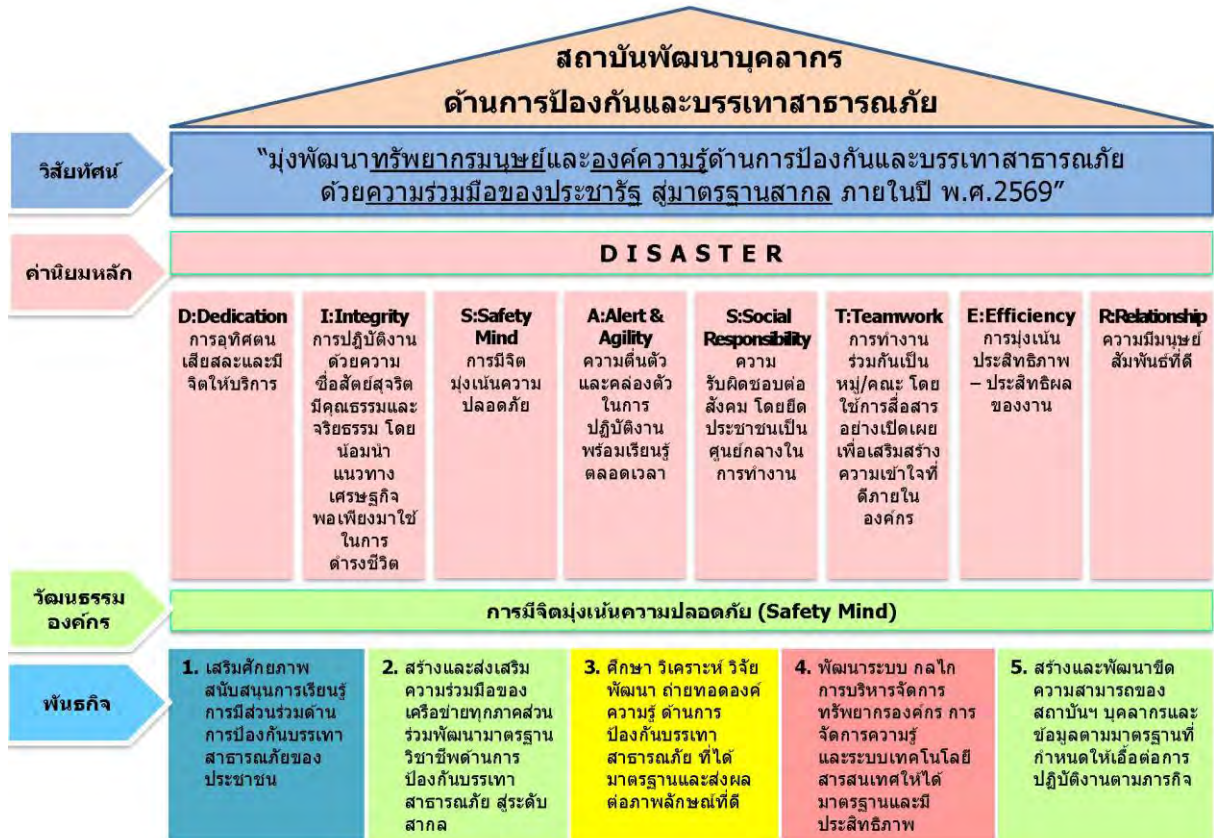 สถาบันพัฒนาบุคลากร
ด้านการป้องกันและบรรเทาสาธารณภัย
วิสัยทัศน์
“มุ่งพัฒนาทรัพยากรมนุษย์และองค์ความรู้ด้านการป้องกันและบรรเทาสาธารณภัย
ด้วยความร่วมมือของประชารัฐ สู่มาตรฐานสากล ภายในปี พ.ศ.2569”
ค่านิยมหลัก
D I S A S T E R
D:Dedication
การอุทิศตน
เสียสละและมี
จิตให้บริการ
I:Integrity
การปฏิบัติงาน
ด้วยความ
ซื่อสัตย์สุจริต
มีคุณธรรมและ
จริยธรรม โดย
น้อมนำ
แนวทาง
เศรษฐกิจ
พอเพียงมาใช้
ในการ
ดำรงชีวิต
S:Safety
Mind
การมีจิต
มุ่งเน้นความ
ปลอดภัย
A:Alert &
Agility
ความตื่นตัว
และคล่องตัว
ในการ
ปฏิบัติงาน
พร้อมเรียนรู้
ตลอดเวลา
S:Social
Responsibility
ความ
รับผิดชอบต่อ
สังคม โดยยึด
ประชาชนเป็น
ศูนย์กลางใน
การทำงาน
T:Teamwork
การทำงาน
ร่วมกันเป็น
หมู่/คณะ โดย
ใช้การสื่อสาร
อย่างเปิดเผย
เพื่อเสริมสร้าง
ความเข้าใจที่
ดีภายใน
องค์กร
E:Efficiency
การมุ่งเน้น
ประสิทธิภาพ
– ประสิทธิผล
ของงาน
R:Relationship
ความมีมนุษย์
สัมพันธ์ที่ดี
วัฒนธรรม
องค์กร
การมีจิตมุ่งเน้นความปลอดภัย (Safety Mind)
พันธกิจ
1. เสริมศักยภาพ
สนับสนุนการเรียนรู้
การมีส่วนร่วมด้าน
การป้องกันบรรเทา
สาธารณภัยของ
ประชาชน
2. สร้างและส่งเสริม
ความร่วมมือของ
เครือข่ายทุกภาคส่วน
ร่วมพัฒนามาตรฐาน
วิชาชีพด้านการ
ป้องกันบรรเทา
สาธารณภัย สู่ระดับ
สากล
3. ศึกษา วิเคราะห์ วิจัย
พัฒนา ถ่ายทอดองค์
ความรู้ ด้านการ
ป้องกันบรรเทา
สาธารณภัย ที่ได้
มาตรฐานและส่งผล
ต่อภาพลักษณ์ที่ดี
4. พัฒนาระบบ กลไก
การบริหารจัดการ
ทรัพยากรองค์กร การ
จัดการความรู้
และระบบเทคโนโลยี
สารสนเทศให้ได้
มาตรฐานและมี
ประสิทธิภาพ
5. สร้างและพัฒนาขีด
ความสามารถของ
สถาบันฯ บุคลากรและ
ข้อมูลตามมาตรฐานที่
กำหนดให้เอื้อต่อการ
ปฏิบัติงานตามภารกิจ